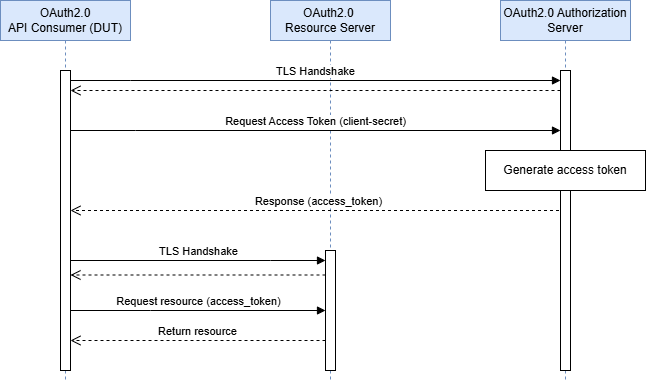 OAuth2.0
API Consumer (DUT)
OAuth2.0
Resource Server
OAuth2.0 Authorization
Server
TLS Handshake
Request Access Token (client-secret)
Generate access token
Response (access_token)
TLS Handshake
Request resource (access_token)
Return resource